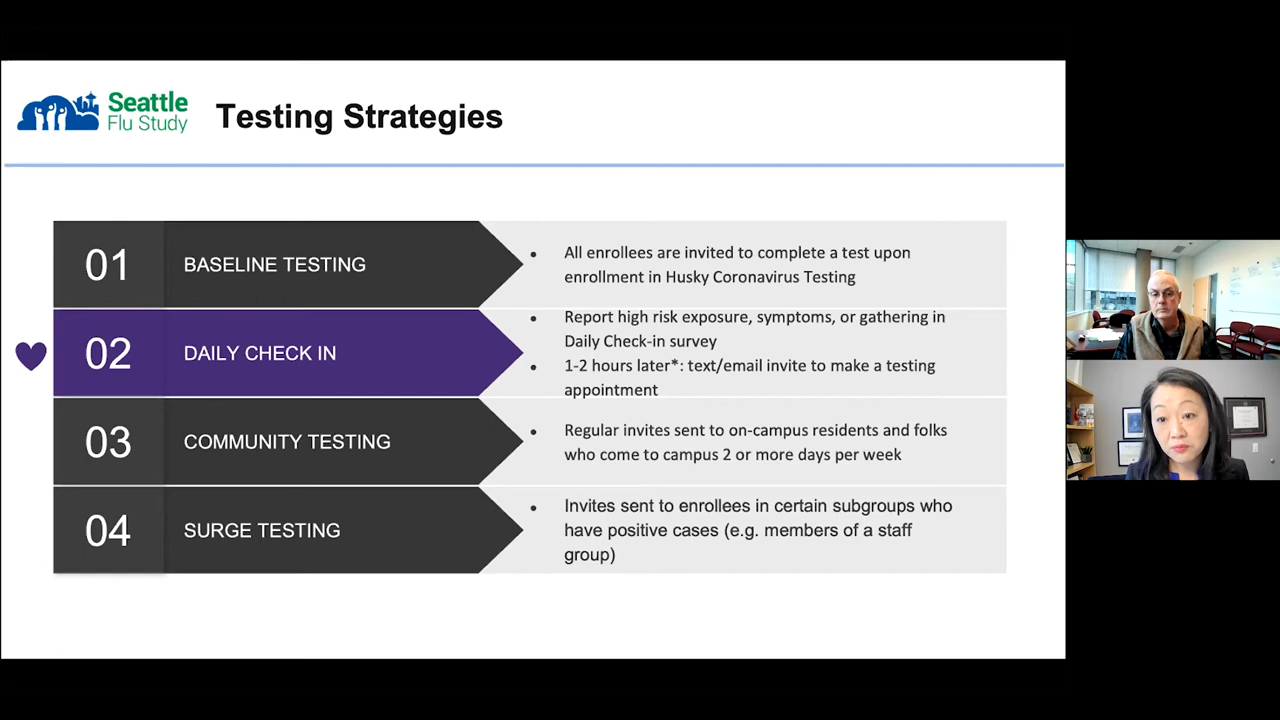 Seattle
Flu Study
Testing Strategies
01
BASELINE TESTING
• All enrollees are invited to complete a test upon
enrollment in Husky Coronavirus Testing
02
DAILY CHECK IN
• Report high risk exposure, symptoms, or gathering in
Daily Check-in survey
• 1-2 hours later*: text/email invite to make a testing
appointment
03
COMMUNITY TESTING
• Regular invites sent to on-campus residents and folks
who come to campus 2 or more days per week
04
SURGE TESTING
• Invites sent to enrollees in certain subgroups who
have positive cases (e.g. members of a staff
group)